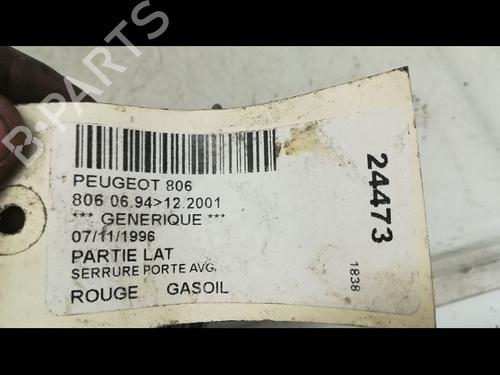 PEUGEOT 806
806 06.94>12.2001
*** GENERIQUE ***
07/11/1996
PARTIE LAT
SERRURE PORTE AVG.
ROUGE GASOIL
24473
1838
B-PARTS